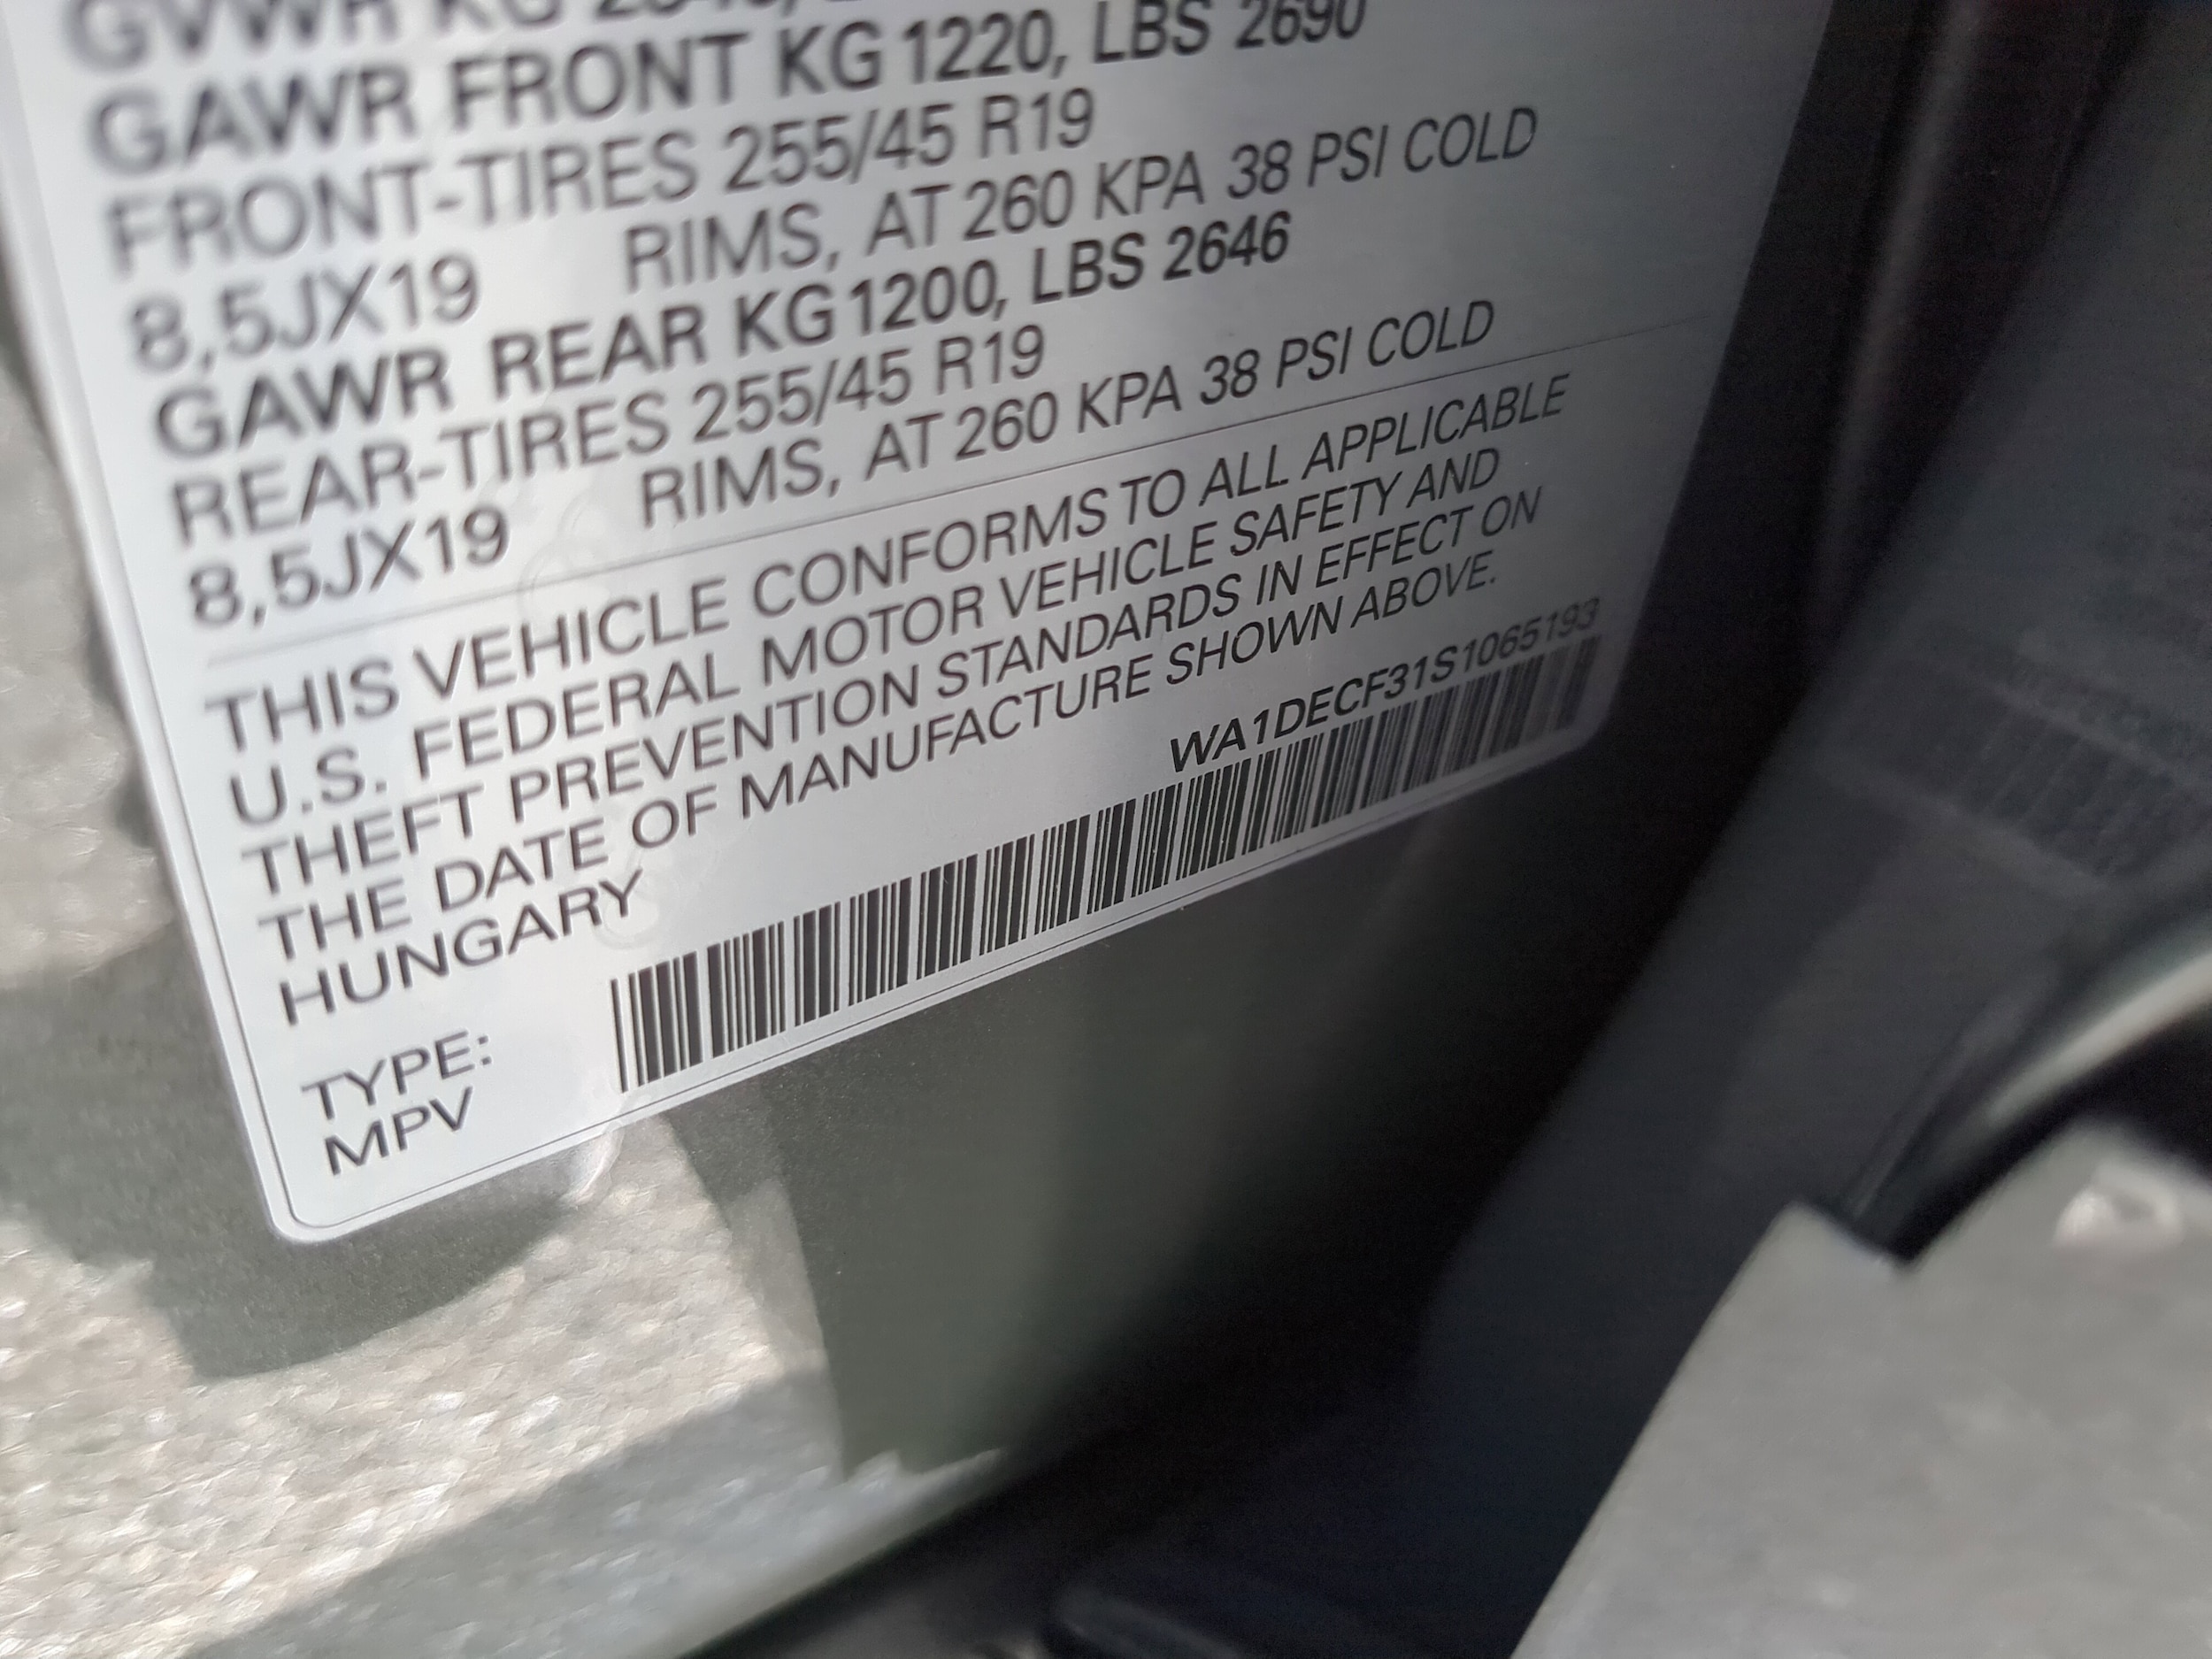 GVWR KG
GAWR FRONT KG 1220, LBS 2690
FRONT-TIRES 255/45 R19
8,5JX19 RIMS, AT 260 KPA 38 PSI COLD
GAWR REAR KG 1200, LBS 2646
REAR-TIRES 255/45 R19
8,5JX19 RIMS, AT 260 KPA 38 PSI COLD
THIS VEHICLE CONFORMS TO ALL APPLICABLE
U.S. FEDERAL MOTOR VEHICLE SAFETY AND
THEFT PREVENTION STANDARDS IN EFFECT ON
THE DATE OF MANUFACTURE SHOWN ABOVE.
HUNGARY
WA1DECF31S1065193
TYPE:
MPV